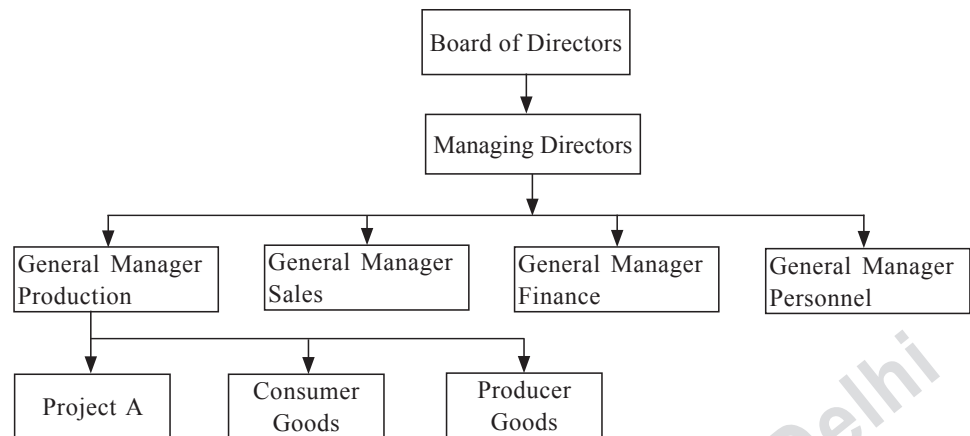 Board of Directors
Managing Directors
General Manager
Production
General Manager
Sales
General Manager
Finance
General Manager
Personnel
Project A
Consumer
Goods
Producer
Goods
Delhi